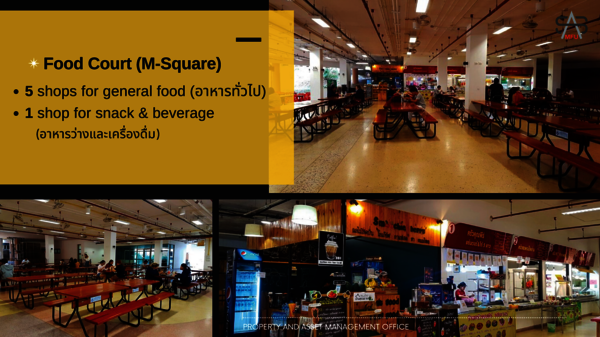 Food Court (M-Square)
5 shops for general food (อาหารทั่วไป)
1 shop for snack & beverage
(อาหารว่างและเครื่องดื่ม)
PROPERTY AND ASSET MANAGEMENT OFFICE